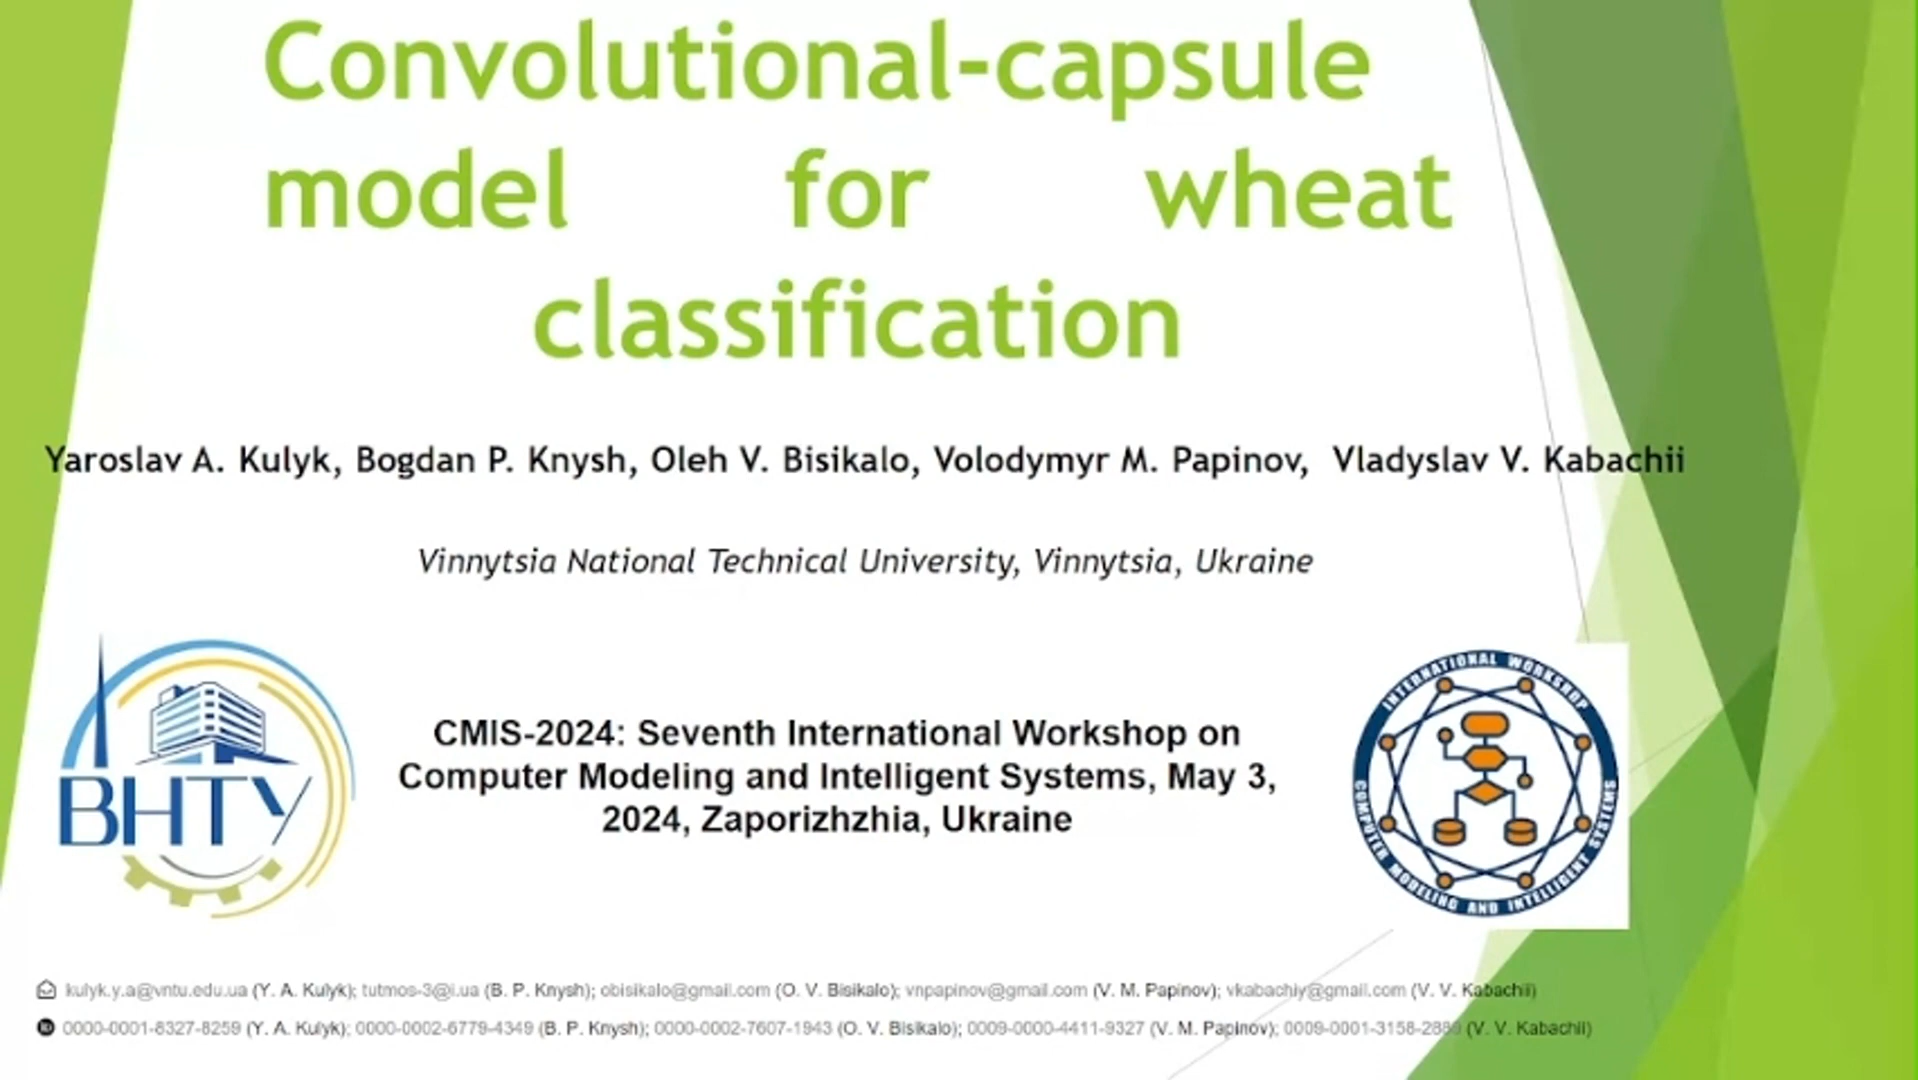 Convolutional-capsule
model for wheat
classification
Yaroslav A. Kulyk, Bogdan P. Knysh, Oleh V. Bisikalo, Volodymyr M. Papinov, Vladyslav V. Kabachii
Vinnytsia National Technical University, Vinnytsia, Ukraine
ВНТУ
CMIS-2024: Seventh International Workshop on
Computer Modeling and Intelligent Systems, May 3,
2024, Zaporizhzhia, Ukraine
INTERNATIONAL WORKSHOP
COMPUTER MODELING AND INTELLIGENT SYSTEMS
kulyk.y.a@vntu.edu.ua (Y. A. Kulyk); tutmos-3@i.ua (B. P. Knysh); obisikalo@gmail.com (O. V. Bisikalo); vnpapinov@gmail.com (V. M. Papinov); vkabachiy@gmail.com (V. V. Kabachii)
0000-0001-8327-8259 (Y. A. Kulyk); 0000-0002-6779-4349 (B. P. Knysh); 0000-0002-7607-1943 (O. V. Bisikalo); 0009-0000-4411-9327 (V. M. Papinov); (V. V. Kabachii)